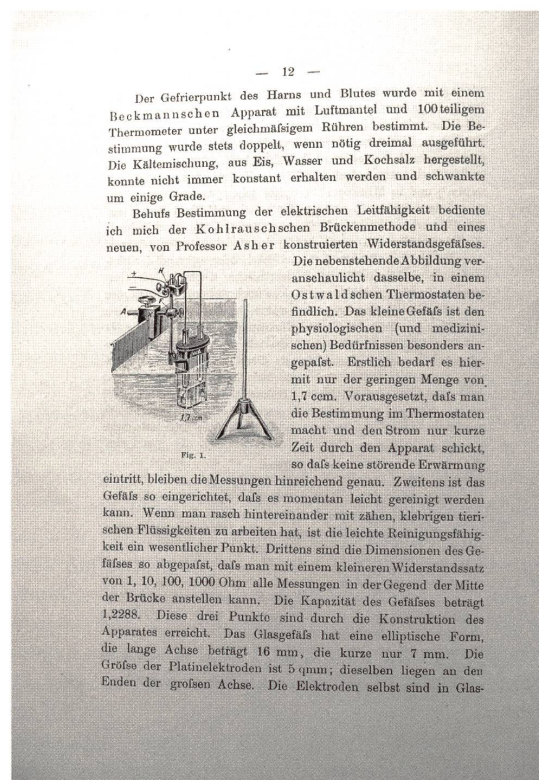 — 12 —
Der Gefrierpunkt des Harns und Blutes wurde mit einem
Beckmannschen Apparat mit Luftmantel und 100 teiligem
Thermometer unter gleichmäſsigem Rühren bestimmt. Die Be-
stimmung wurde stets doppelt, wenn nötig dreimal ausgeführt.
Die Kältemischung, aus Eis, Wasser und Kochsalz hergestellt,
konnte nicht immer konstant erhalten werden und schwankte
um einige Grade.
Behufs Bestimmung der elektrischen Leitfähigkeit bediente
ich mich der Kohlrauschschen Brückenmethode und eines
neuen, von Professor Asher konstruierten Widerstandsgefäſses.
Die nebenstehende Abbildung ver-
anschaulicht dasselbe, in einem
Ostwaldschen Thermostaten be-
findlich. Das kleine Gefäſs ist den
physiologischen (und medizini-
schen) Bedürfnissen besonders an-
gepaſst. Erstlich bedarf es hier-
mit nur der geringen Menge von
1,7 ccm. Vorausgesetzt, daſs man
die Bestimmung im Thermostaten
macht und den Strom nur kurze
Zeit durch den Apparat schickt,
so daſs keine störende Erwärmung
+
K
A
1,7 ccm
Fig. 1.
eintritt, bleiben die Messungen hinreichend genau. Zweitens ist das
Gefäſs so eingerichtet, daſs es momentan leicht gereinigt werden
kann. Wenn man rasch hintereinander mit zähen, klebrigen tieri-
schen Flüssigkeiten zu arbeiten hat, ist die leichte Reinigungsfähig-
keit ein wesentlicher Punkt. Drittens sind die Dimensionen des Ge-
fäſses so abgepaſst, daſs man mit einem kleineren Widerstandssatz
von 1, 10, 100, 1000 Ohm alle Messungen in der Gegend der Mitte
der Brücke anstellen kann. Die Kapazität des Gefäſses beträgt
1,2288. Diese drei Punkte sind durch die Konstruktion des
Apparates erreicht. Das Glasgefäſs hat eine elliptische Form,
die lange Achse beträgt 16 mm, die kurze nur 7 mm. Die
Gröſse der Platinelektroden ist 5 qmm; dieselben liegen an den
Enden der groſsen Achse. Die Elektroden selbst sind in Glas-